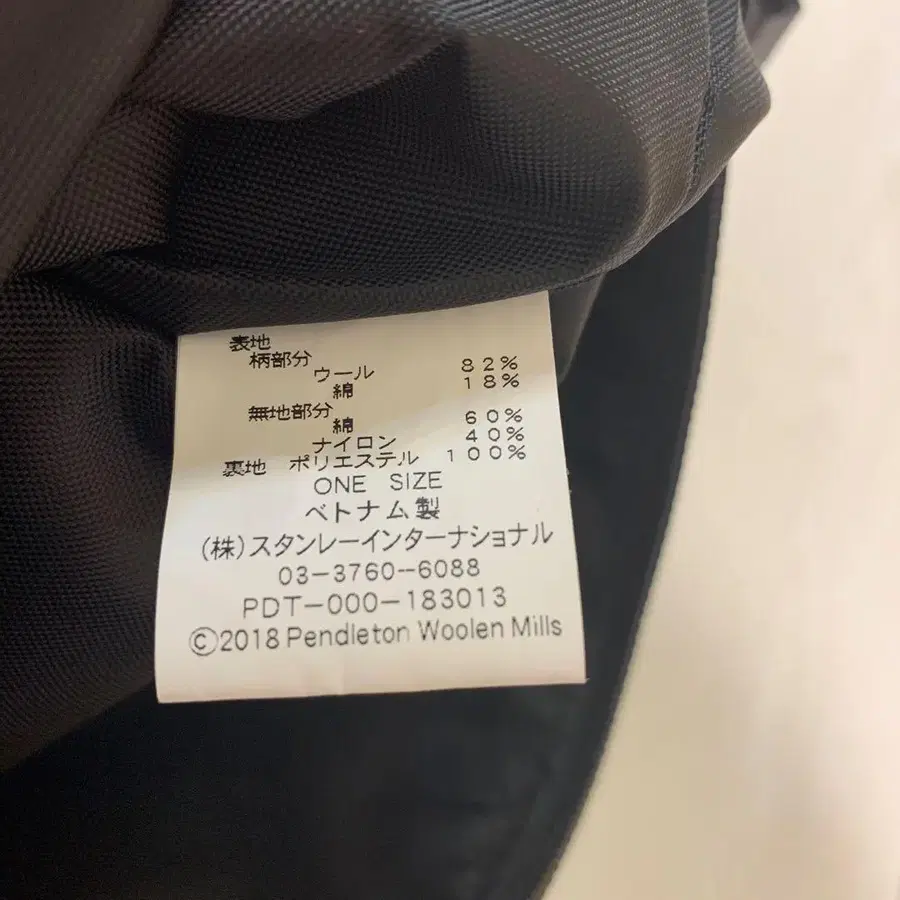 表地
柄部分
ウール 82%
綿 18%
無地部分
綿 60%
ナイロン 40%
裏地 ポリエステル 100%
ONE SIZE
ベトナム製
(株)スタンレーインターナショナル
03-3760-6088
PDT-000-183013
©2018 Pendleton Woolen Mills